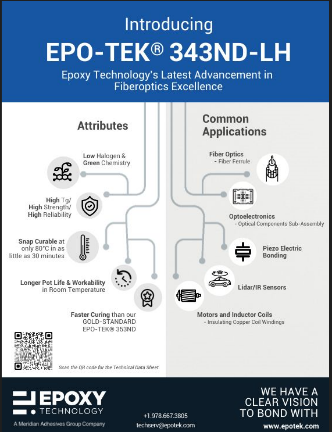 Introducing
EPO-TEK® 343ND-LH
Epoxy Technology's Latest Advancement in
Fiberoptics Excellence
Attributes
Low Halogen &
Green Chemistry
High Tg/
High Strength/
High Reliability
Snap Curable at
only 80°C in as
little as 30 minutes
Longer Pot Life & Workability
in Room Temperature
Faster Curing than our
GOLD-STANDARD
EPO-TEK® 353ND
Scan the QR code for the Technical Data Sheet
Common
Applications
Fiber Optics
- Fiber Ferrule
Optoelectronics
- Optical Components Sub-Assembly
Piezo Electric
Bonding
Lidar/IR Sensors
Motors and Inductor Coils
- Insulating Copper Coil Windings
EPOXY
TECHNOLOGY
A Meridian Adhesives Group Company
+1.978.667.3805
techserv@epotek.com
WE HAVE A
CLEAR VISION
TO BOND WITH
www.epotek.com